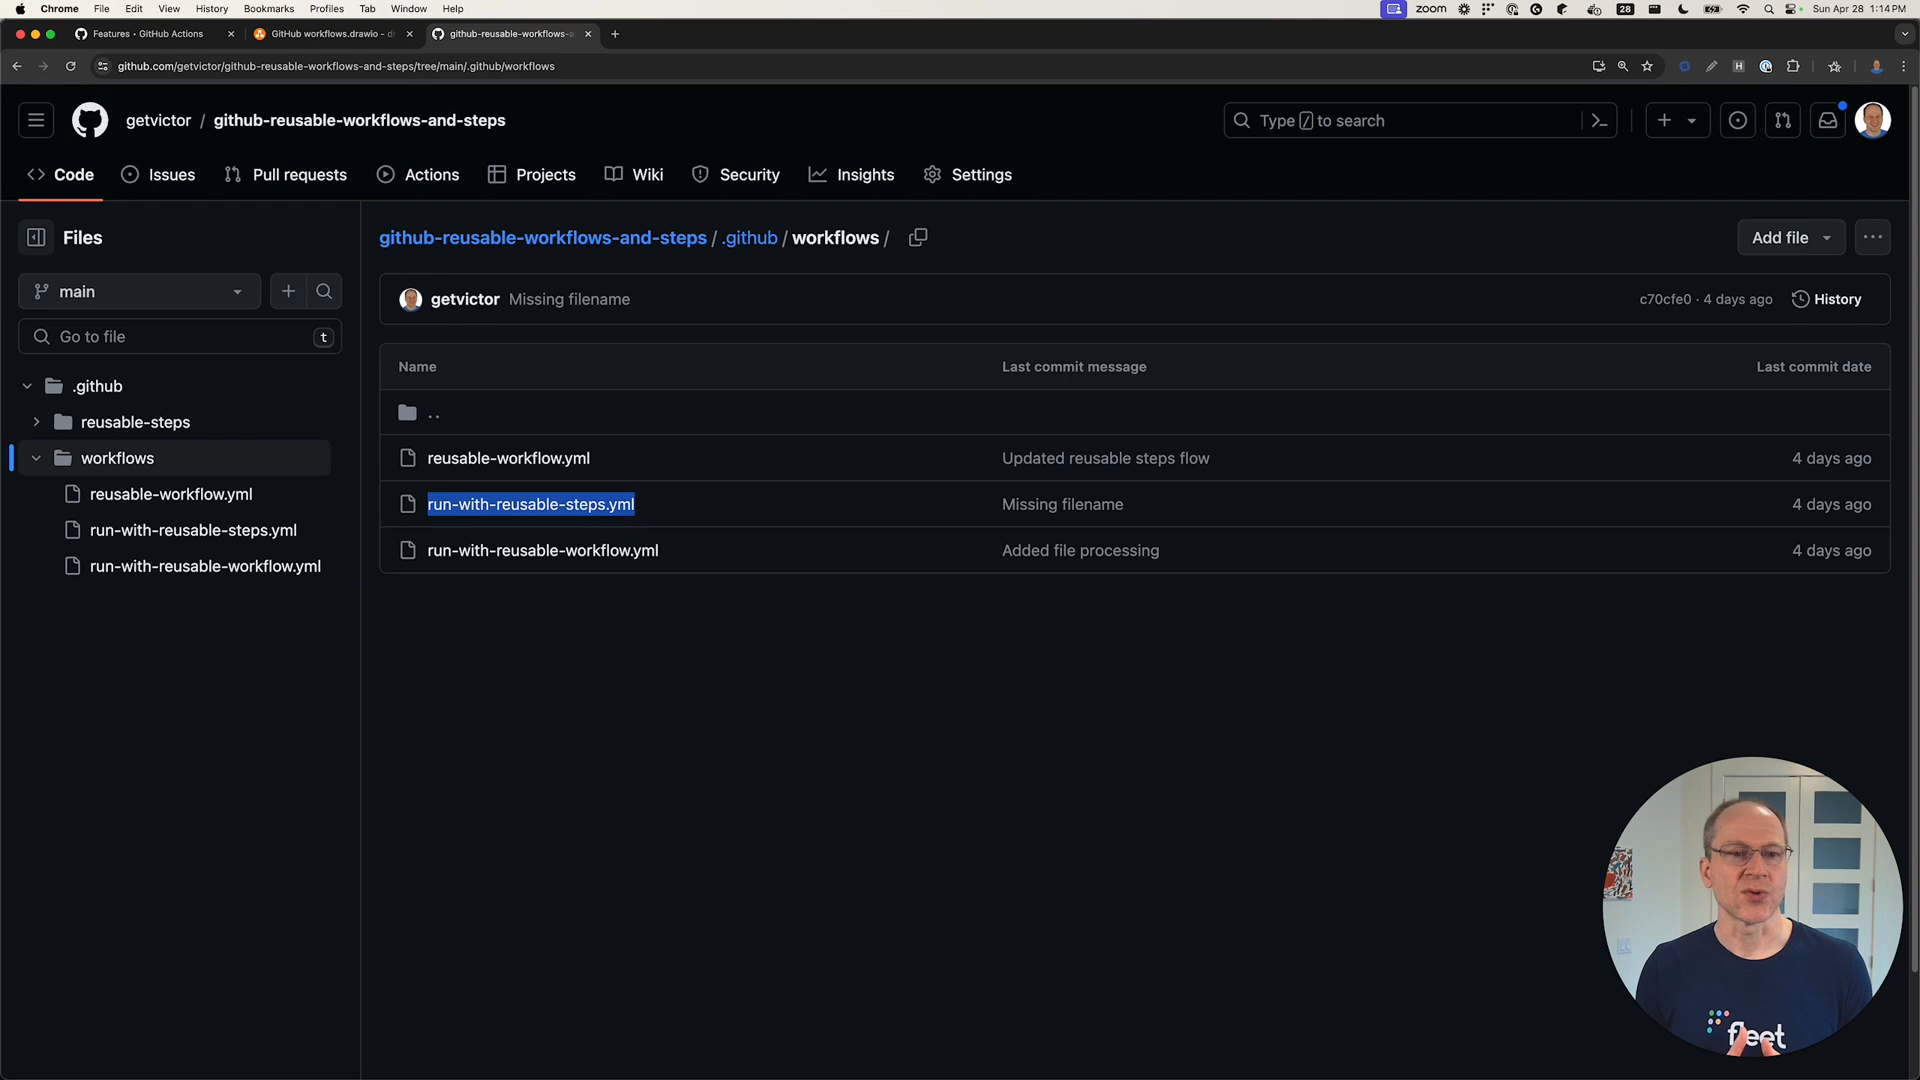 Chrome File Edit View History Bookmarks Profiles Tab Window Help
zoom 28 Sun Apr 28 1:14 PM
Features • GitHub Actions
GitHub workflows.drawio - d
github-reusable-workflows-a
github.com/getvictor/github-reusable-workflows-and-steps/tree/main/.github/workflows
getvictor / github-reusable-workflows-and-steps
Type / to search
Code Issues Pull requests Actions Projects Wiki Security Insights Settings
Files
main
Go to file t
.github
reusable-steps
workflows
reusable-workflow.yml
run-with-reusable-steps.yml
run-with-reusable-workflow.yml
github-reusable-workflows-and-steps / .github / workflows /
Add file
getvictor Missing filename
c70cfe0 · 4 days ago History
Name Last commit message Last commit date
..
reusable-workflow.yml Updated reusable steps flow 4 days ago
run-with-reusable-steps.yml Missing filename 4 days ago
run-with-reusable-workflow.yml Added file processing 4 days ago
fleet